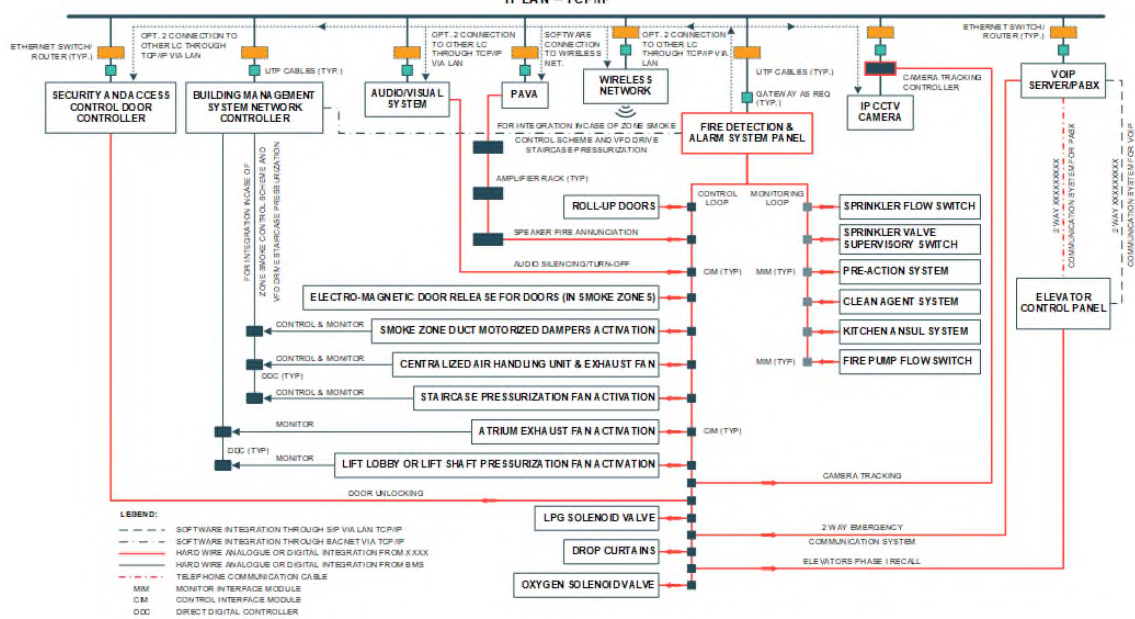 IP LAN – TCP/IP
ETHERNET SWITCH/
ROUTER (TYP.)
OPT. 2 CONNECTION TO
OTHER LC THROUGH
TCP/IP VIA LAN
UTP CABLES (TYP.)
OPT. 2 CONNECTION
TO OTHER LC
THROUGH TCP/IP
VIA LAN
SOFTWARE
CONNECTION
TO WIRELESS
NET.
OPT. 2 CONNECTION
TO OTHER LC
THROUGH TCP/IP VIA
LAN
UTP CABLES (TYP.)
GATEWAY AS REQ
(TYP.)
ETHERNET SWITCH/
ROUTER (TYP.)
CAMERA TRACKING
CONTROLLER
SECURITY AND ACCESS
CONTROL DOOR
CONTROLLER
BUILDING MANAGEMENT
SYSTEM NETWORK
CONTROLLER
AUDIO/VISUAL
SYSTEM
PAVA
WIRELESS
NETWORK
FIRE DETECTION &
ALARM SYSTEM PANEL
IP CCTV
CAMERA
VOIP
SERVER/PABX
FOR INTEGRATION IN CASE OF ZONE SMOKE
CONTROL SCHEME AND VFD DRIVE
STAIRCASE PRESSURIZATION
AMPLIFIER RACK (TYP)
FOR INTEGRATION IN CASE OF
ZONE SMOKE CONTROL SCHEME AND
VFD DRIVE STAIRCASE PRESSURIZATION
CONTROL
LOOP
MONITORING
LOOP
2 WAY XXXXXXXXX
COMMUNICATION SYSTEM FOR PABX
2 WAY XXXXXXXXX
COMMUNICATION SYSTEM FOR VOIP
ROLL-UP DOORS
SPRINKLER FLOW SWITCH
SPEAKER FIRE ANNUNCIATION
SPRINKLER VALVE
SUPERVISORY SWITCH
AUDIO SILENCING/TURN-OFF
CIM (TYP)
MIM (TYP)
PRE-ACTION SYSTEM
ELECTRO-MAGNETIC DOOR RELEASE FOR DOORS (IN SMOKE ZONE 5)
CLEAN AGENT SYSTEM
ELEVATOR
CONTROL PANEL
CONTROL & MONITOR
SMOKE ZONE DUCT MOTORIZED DAMPERS ACTIVATION
KITCHEN ANSUL SYSTEM
CONTROL & MONITOR
CENTRALIZED AIR HANDLING UNIT & EXHAUST FAN
MIM (TYP)
FIRE PUMP FLOW SWITCH
DDC (TYP)
CONTROL & MONITOR
STAIRCASE PRESSURIZATION FAN ACTIVATION
MONITOR
ATRIUM EXHAUST FAN ACTIVATION
CIM (TYP)
DDC (TYP)
MONITOR
LIFT LOBBY OR LIFT SHAFT PRESSURIZATION FAN ACTIVATION
CAMERA TRACKING
DOOR UNLOCKING
LPG SOLENOID VALVE
2 WAY EMERGENCY
COMMUNICATION SYSTEM
DROP CURTAINS
ELEVATORS PHASE I RECALL
OXYGEN SOLENOID VALVE
LEGEND:
SOFTWARE INTEGRATION THROUGH SIP VIA LAN TCP/IP
SOFTWARE INTEGRATION THROUGH BACNET VIA TCP/IP
HARD WIRE ANALOGUE OR DIGITAL INTEGRATION FROM XXXX
HARD WIRE ANALOGUE OR DIGITAL INTEGRATION FROM BMS
TELEPHONE COMMUNICATION CABLE
MIM MONITOR INTERFACE MODULE
CIM CONTROL INTERFACE MODULE
DDC DIRECT DIGITAL CONTROLLER